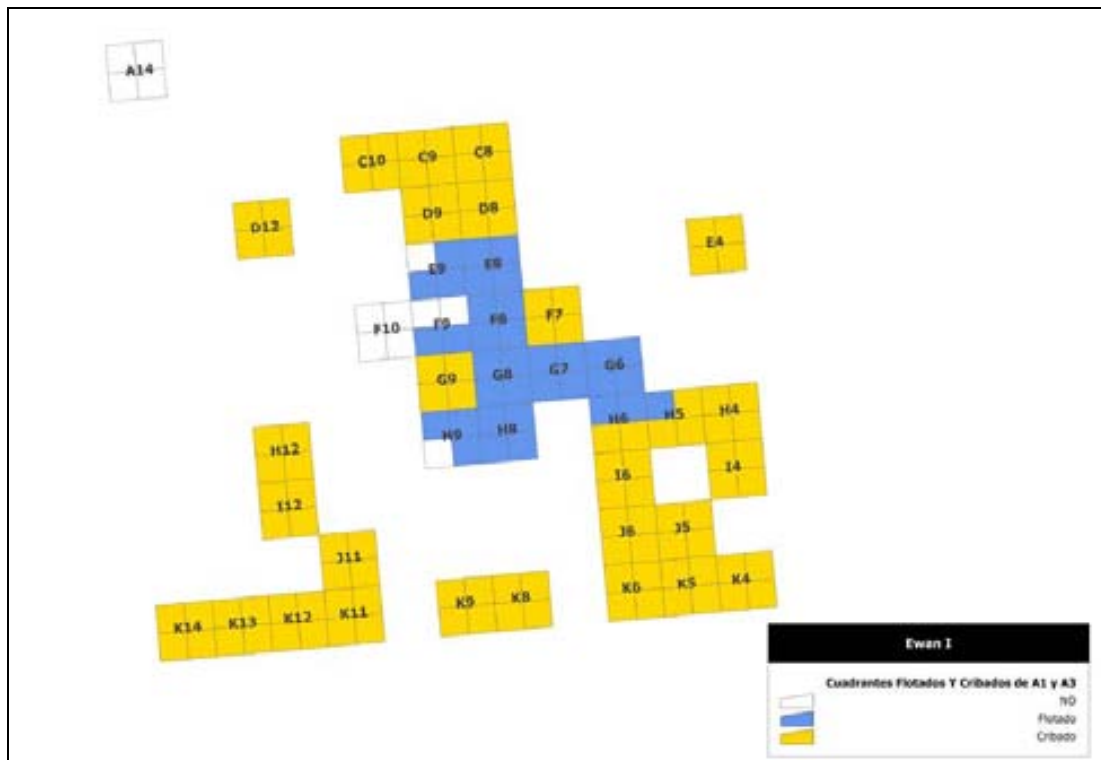 A14
C10 C9 C8
D12 D9 D8
E9 E8 E4
F10 F9 F8 F7
G9 G8 G7 G6
H12 H9 H8 H6 H5 H4
I12 I6 I4
J11 J6 J5
K14 K13 K12 K11 K9 K8 K6 K5 K4
Ewan I
Cuadrantes Flotados Y Cribados de A1 y A3
NO
Flotado
Cribado